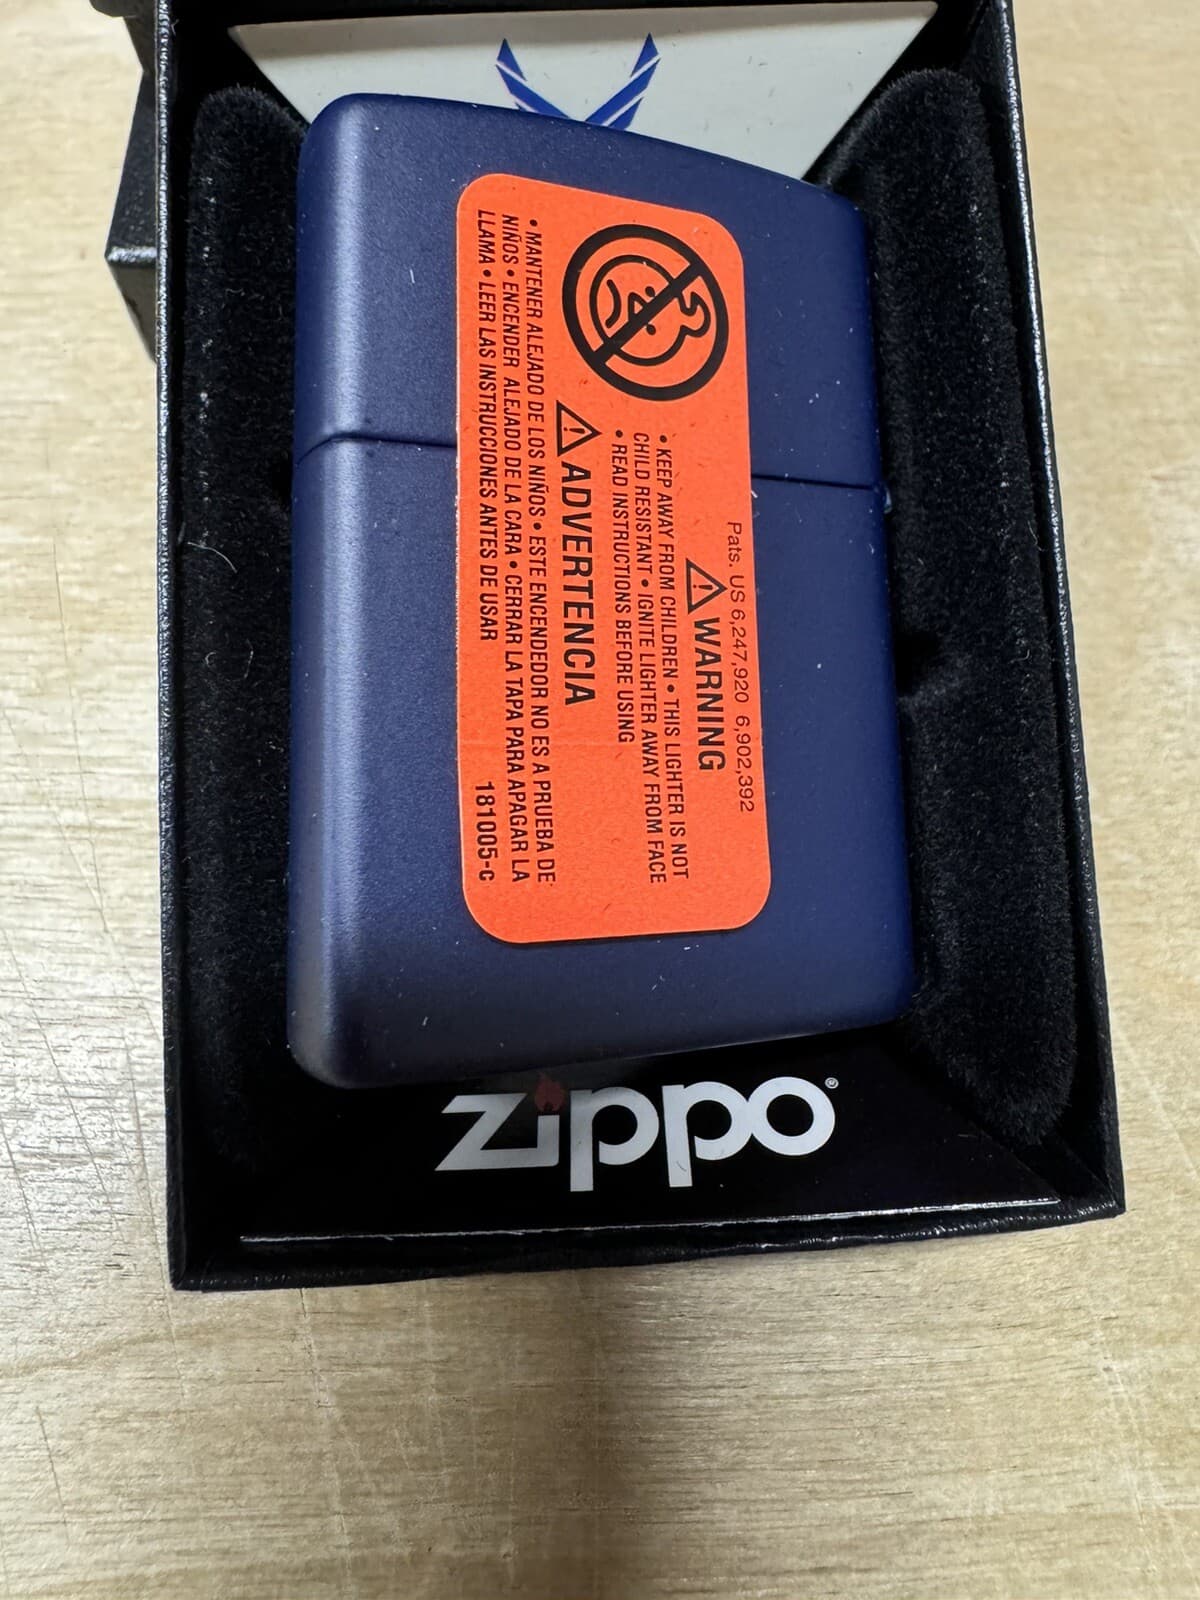 Pats. US 6,247,920 6,902,392
WARNING
• KEEP AWAY FROM CHILDREN • THIS LIGHTER IS NOT
CHILD RESISTANT • IGNITE LIGHTER AWAY FROM FACE
• READ INSTRUCTIONS BEFORE USING
ADVERTENCIA
• MANTENER ALEJADO DE LOS NIÑOS • ESTE ENCENDEDOR NO ES A PRUEBA DE
NIÑOS • ENCENDER ALEJADO DE LA CARA • CERRAR LA TAPA PARA APAGAR LA
LLAMA • LEER LAS INSTRUCCIONES ANTES DE USAR
181005-c
zippo®